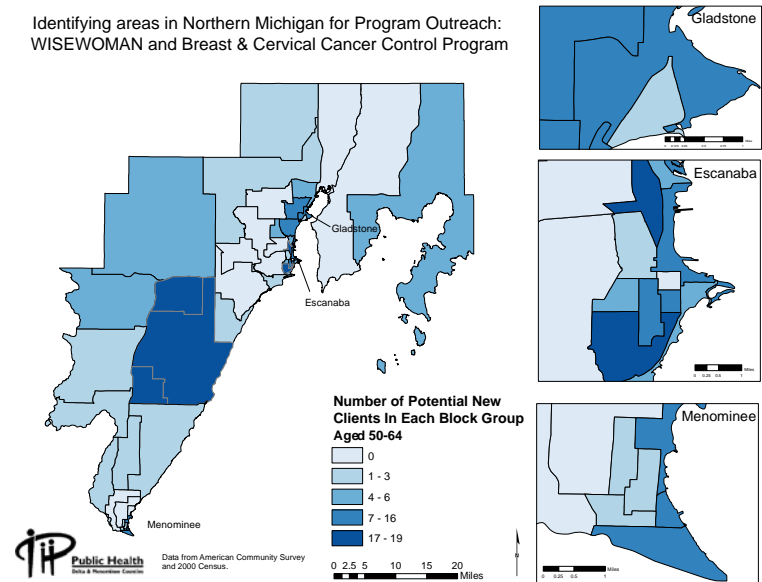 Identifying areas in Northern Michigan for Program Outreach:
WISEWOMAN and Breast & Cervical Cancer Control Program
Gladstone
Miles
Escanaba
0 0.25 0.5 1
Miles
Menominee
0 0.25 0.5 1
Miles
Gladstone
Escanaba
Menominee
Number of Potential New
Clients In Each Block Group
Aged 50-64
0
1 - 3
4 - 6
7 - 16
17 - 19
0 2.5 5 10 15 20
Miles
N
Public Health
Delta & Menominee Counties
Data from American Community Survey
and 2000 Census.